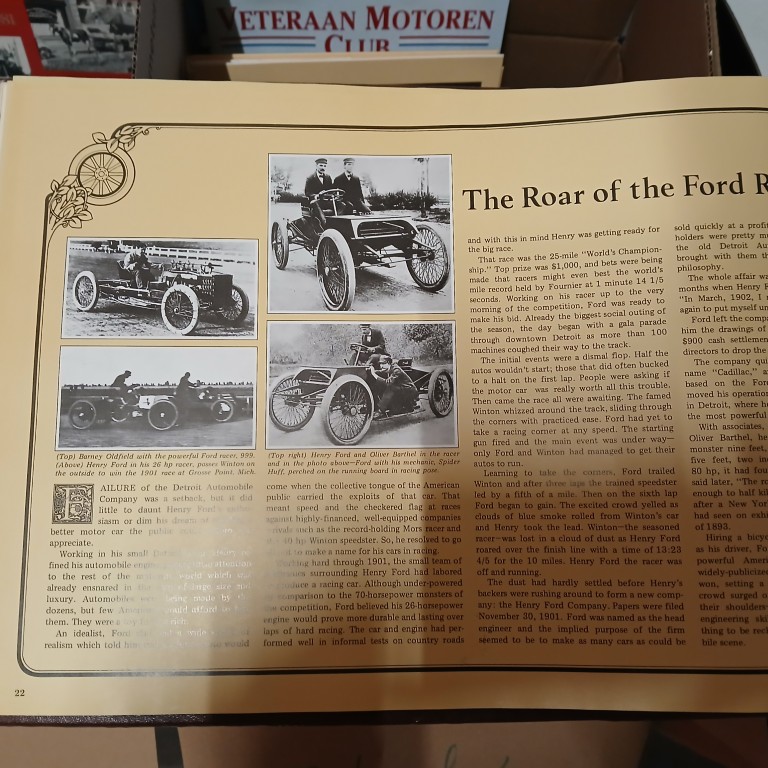 VETERAAN MOTOREN
CLUB
The Roar of the Ford R
(Top) Barney Oldfield with the powerful Ford racer, 999.
(Above) Henry Ford in his 26 hp racer, passes Winton on
the outside to win the 1901 race at Grosse Point, Mich.
(Top right) Henry Ford and Oliver Barthel in the racer
and in the photo above—Ford with his mechanic, Spider
Huff, perched on the running board in racing pose.
FAILURE of the Detroit Automobile
Company was a setback, but it did
little to daunt Henry Ford's
siasm or dim his dream
better motor car the public
appreciate.
Working in his small
fined his automobile engine
to the rest of the
already ensnared in
luxury. Automobiles made by
dozens, but few could afford
them. They were a rich.
An idealist, Ford
realism which told him would
come when the collective tongue of the American
public carried the exploits of that car. That
meant speed and the checkered flag at races
against highly-financed, well-equipped companies
rivals such as the record-holding Mors racer and
40 hp Winton speedster. So, he resolved to go
to make a name for his cars in racing.
hard through 1901, the small team of
surrounding Henry Ford had labored
a racing car. Although under-powered
comparison to the 70-horsepower monsters of
competition, Ford believed his 26-horsepower
engine would prove more durable and lasting over
laps of hard racing. The car and engine had per-
formed well in informal tests on country roads
and with this in mind Henry was getting ready for
the big race.
That race was the 25-mile "World's Champion-
ship." Top prize was $1,000, and bets were being
made that racers might even best the world's
mile record held by Fournier at 1 minute 14 1/5
seconds. Working on his racer up to the very
morning of the competition, Ford was ready to
make his bid. Already the biggest social outing of
the season, the day began with a gala parade
through downtown Detroit as more than 100
machines coughed their way to the track.
The initial events were a dismal flop. Half the
autos wouldn't start; those that did often bucked
to a halt on the first lap. People were asking if
the motor car was really worth all this trouble.
Then came the race all were awaiting. The famed
Winton whizzed around the track, sliding through
the corners with practiced ease. Ford had yet to
take a racing corner at any speed. The starting
gun fired and the main event was under way—
only Ford and Winton had managed to get their
autos to run.
Learning to take the corners, Ford trailed
Winton and after three laps the trained speedster
led by a fifth of a mile. Then on the sixth lap
Ford began to gain. The excited crowd yelled as
clouds of blue smoke rolled from Winton's car
and Henry took the lead. Winton—the seasoned
racer—was lost in a cloud of dust as Henry Ford
roared over the finish line with a time of 13:23
4/5 for the 10 miles. Henry Ford the racer was
off and running.
The dust had hardly settled before Henry's
backers were rushing around to form a new comp-
any: the Henry Ford Company. Papers were filed
November 30, 1901. Ford was named as the head
engineer and the implied purpose of the firm
seemed to be to make as many cars as could be
sold quickly at a profit
holders were pretty m
the old Detroit Au
brought with them th
philosophy.
The whole affair wa
months when Henry F
"In March, 1902, I
again to put myself un
Ford left the compa
him the drawings of
$900 cash settlemen
directors to drop the
The company qui
name "Cadillac," a
based on the Ford
moved his operation
in Detroit, where he
the most powerful
With associates,
Oliver Barthel, he
monster nine feet,
five feet, two in
80 hp, it had fou
said later, "The ro
enough to half kil
after a New York
had seen on exhi
of 1893.
Hiring a bicyc
as his driver, Fo
powerful Ameri
widely-publicized
won, setting a
crowd surged o
their shoulders
engineering ski
thing to be reck
bile scene.
22